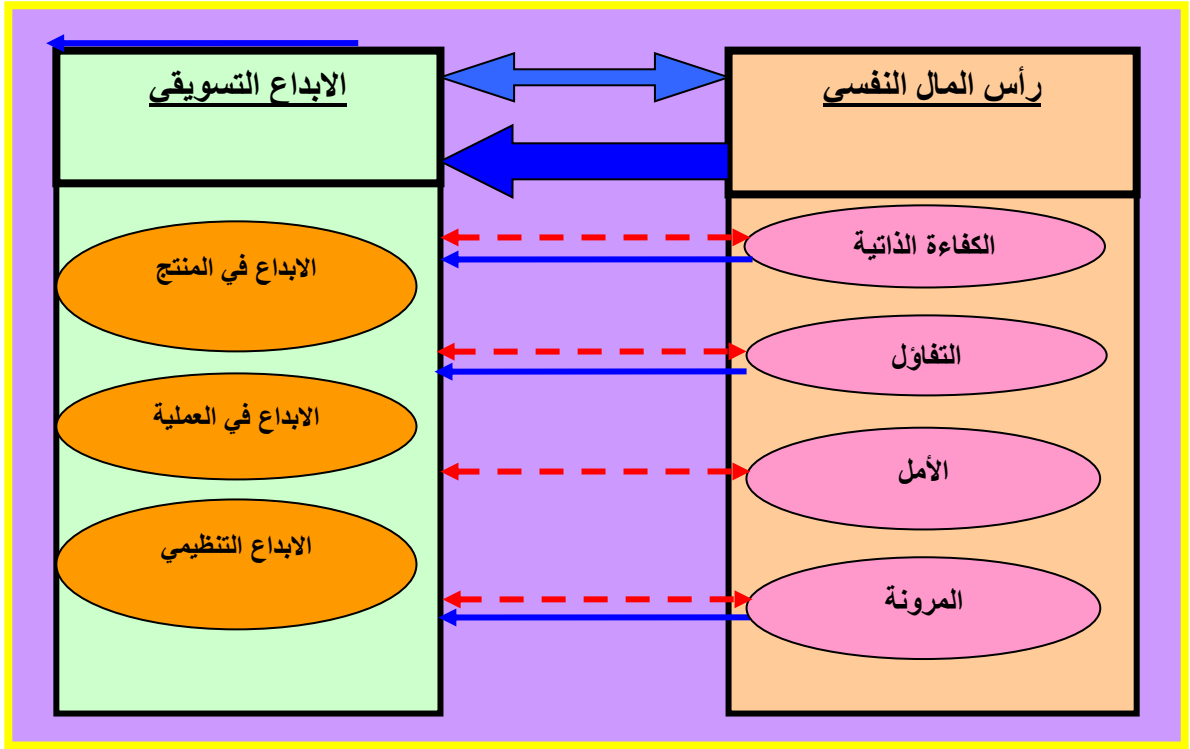 رأس المال النفسي
الابداع التسويقي
الكفاءة الذاتية
التفاؤل
الأمل
المرونة
الابداع في المنتج
الابداع في العملية
الابداع التنظيمي